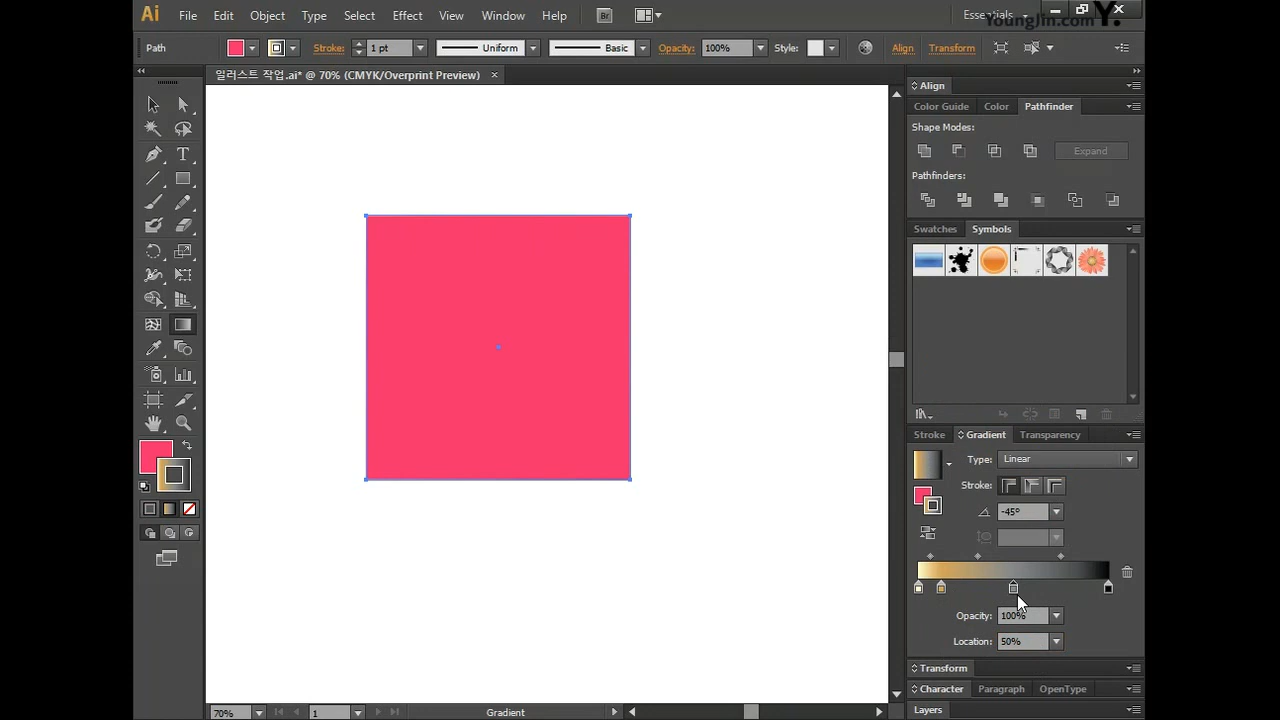 Ai File Edit Object Type Select Effect View Window Help Br Essentials
YoungJin.com Y.
Path Stroke: 1 pt Uniform Basic Opacity: 100% Style: Align Transform
일러스트 작업.ai* @ 70% (CMYK/Overprint Preview) ×
Align
Color Guide Color Pathfinder
Shape Modes:
Expand
Pathfinders:
Swatches Symbols
Stroke Gradient Transparency
Type: Linear
Stroke:
-45°
Opacity: 100%
Location: 50%
Transform
Character Paragraph OpenType
Layers
70% 1 Gradient